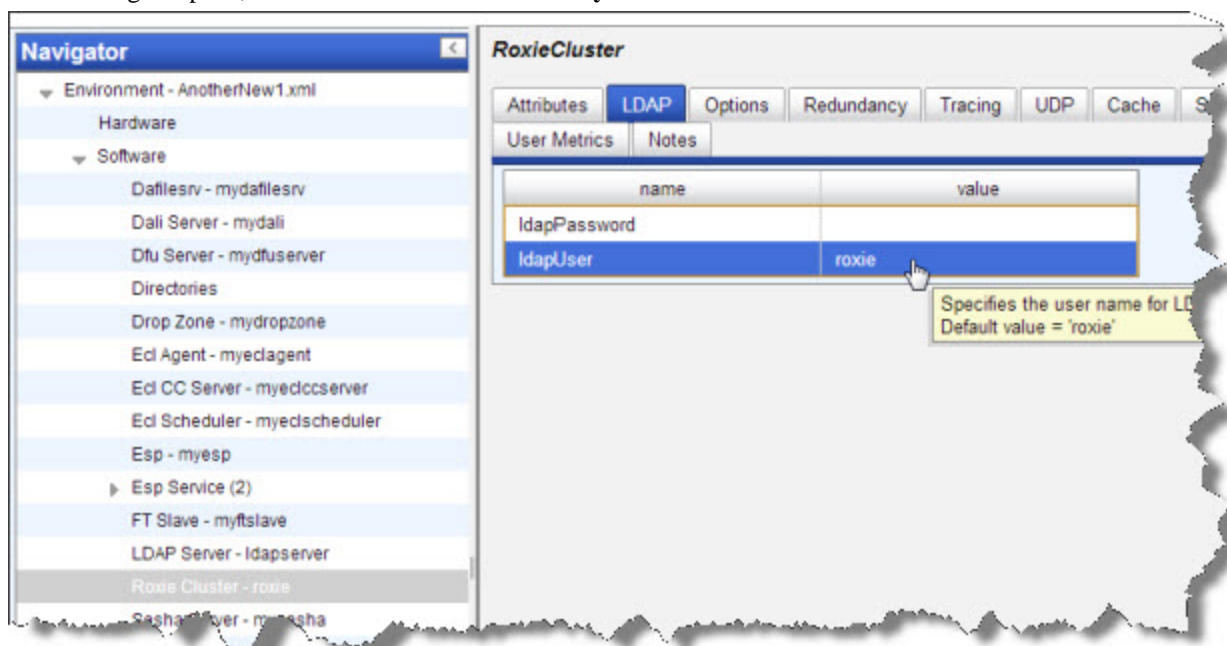 Navigator
Environment - AnotherNew1.xml
Hardware
Software
Dafilesrv - mydafilesrv
Dali Server - mydali
Dfu Server - mydfuserver
Directories
Drop Zone - mydropzone
Ecl Agent - myeclagent
Ecl CC Server - myeclccserver
Ecl Scheduler - myeclscheduler
Esp - myesp
Esp Service (2)
FT Slave - myftslave
LDAP Server - ldapserver
Roxie Cluster - roxie
RoxieCluster
Attributes LDAP Options Redundancy Tracing UDP Cache
User Metrics Notes
name value
ldapPassword
ldapUser roxie
Specifies the user name for
Default value = 'roxie'